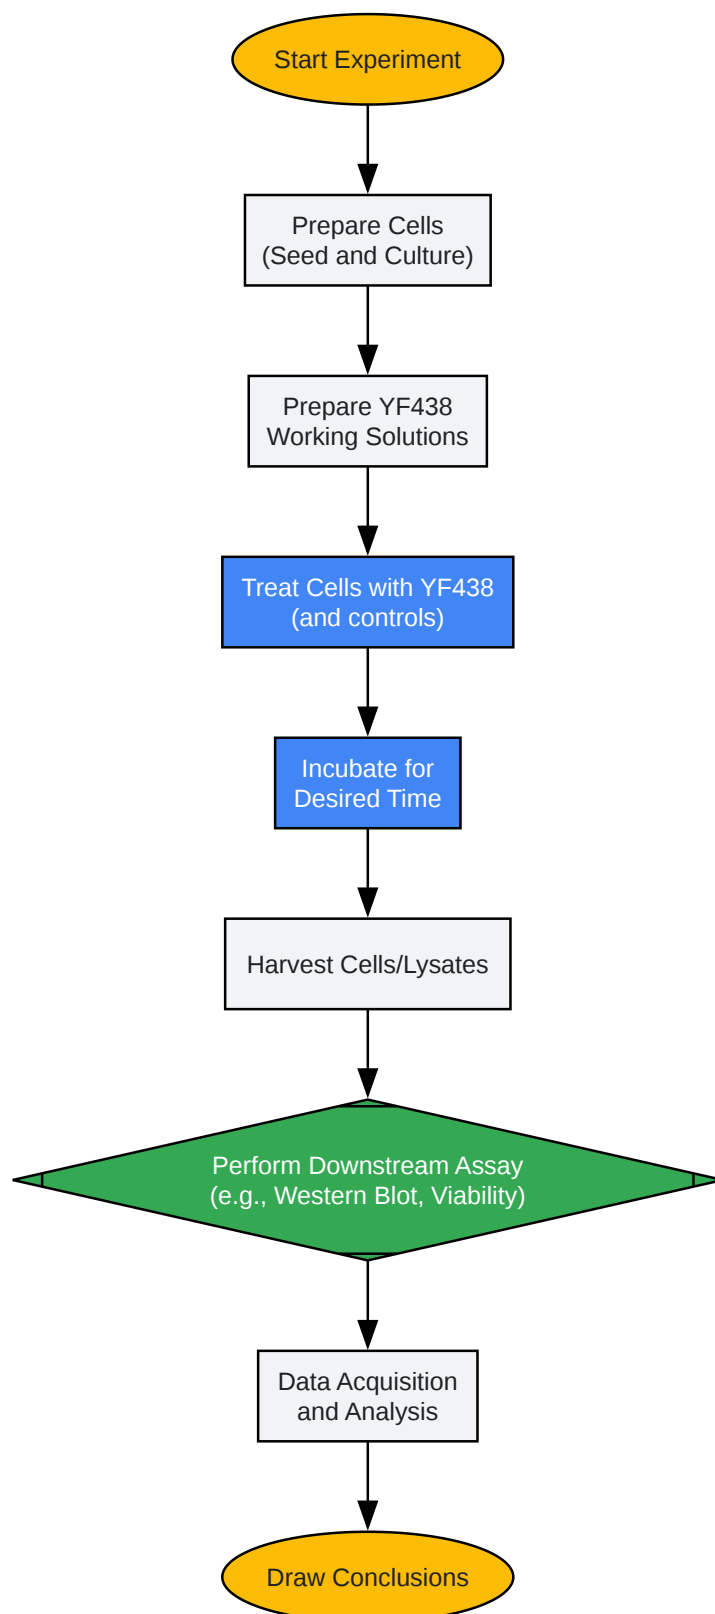 Start Experiment
Prepare Cells
(Seed and Culture)
Prepare YF438
Working Solutions
Treat Cells with YF438
(and controls)
Incubate for
Desired Time
Harvest Cells/Lysates
Perform Downstream Assay
(e.g., Western Blot, Viability)
Data Acquisition
and Analysis
Draw Conclusions